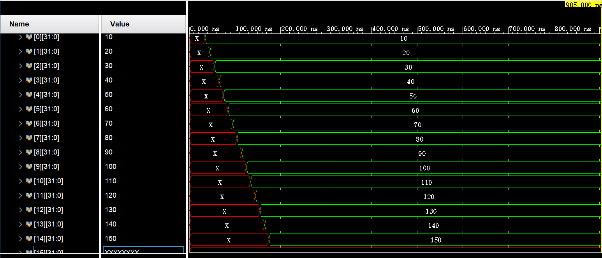 805.000 ns
Name Value
0.000 ns 100.000 ns 200.000 ns 300.000 ns 400.000 ns 500.000 ns 600.000 ns 700.000 ns 800.000 ns
[0][31:0] 10 X 10
[1][31:0] 20 X 20
[2][31:0] 30 X 30
[3][31:0] 40 X 40
[4][31:0] 50 X 50
[5][31:0] 60 X 60
[6][31:0] 70 X 70
[7][31:0] 80 X 80
[8][31:0] 90 X 90
[9][31:0] 100 X 100
[10][31:0] 110 X 110
[11][31:0] 120 X 120
[12][31:0] 130 X 130
[13][31:0] 140 X 140
[14][31:0] 150 X 150